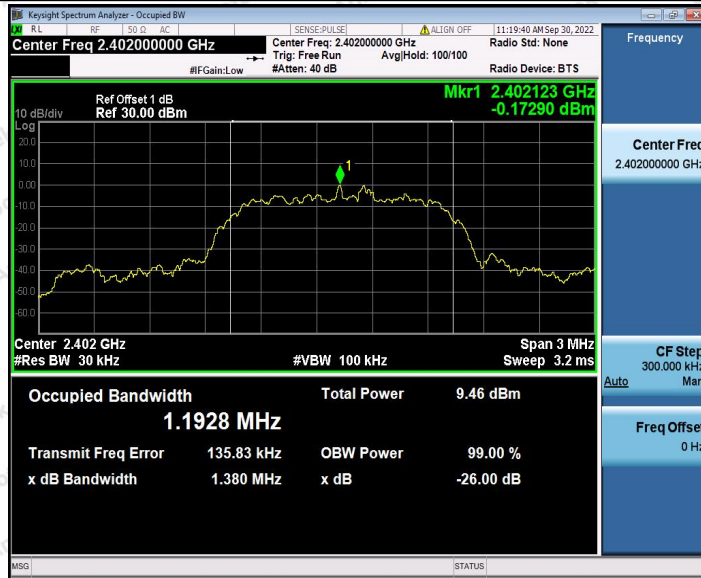 Keysight Spectrum Analyzer - Occupied BW
LXI RL RF 50 Ω AC SENSE:PULSE ALIGN OFF 11:19:40 AM Sep 30, 2022
Center Freq 2.402000000 GHz Center Freq: 2.402000000 GHz Radio Std: None
Trig: Free Run Avg|Hold: 100/100
#IFGain:Low #Atten: 40 dB Radio Device: BTS
Frequency
Ref Offset 1 dB Mkr1 2.402123 GHz
10 dB/div Ref 30.00 dBm -0.17290 dBm
Log
20.0
10.0
0.00
-10.0
-20.0
-30.0
-40.0
-50.0
-60.0
1
Center 2.402 GHz Span 3 MHz
#Res BW 30 kHz #VBW 100 kHz Sweep 3.2 ms
Occupied Bandwidth Total Power 9.46 dBm
1.1928 MHz
Transmit Freq Error 135.83 kHz OBW Power 99.00 %
x dB Bandwidth 1.380 MHz x dB -26.00 dB
Center Freq
2.402000000 GHz
CF Step
300.000 kHz
Auto Man
Freq Offset
0 Hz
MSG STATUS